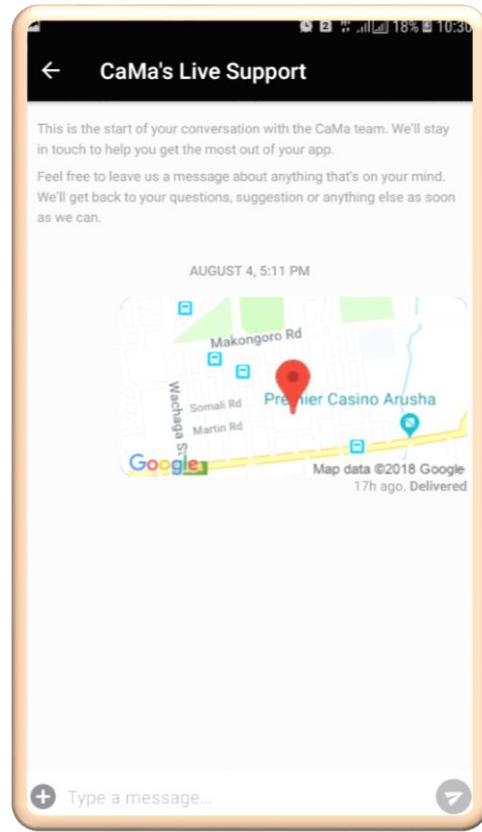 18% 10:30
CaMa's Live Support
This is the start of your conversation with the CaMa team. We'll stay
in touch to help you get the most out of your app.
Feel free to leave us a message about anything that's on your mind.
We'll get back to your questions, suggestion or anything else as soon
as we can.
AUGUST 4, 5:11 PM
Makongoro Rd
Wachaga St
Somali Rd
Premier Casino Arusha
Martin Rd
Google
Map data ©2018 Google
17h ago. Delivered
Type a message...